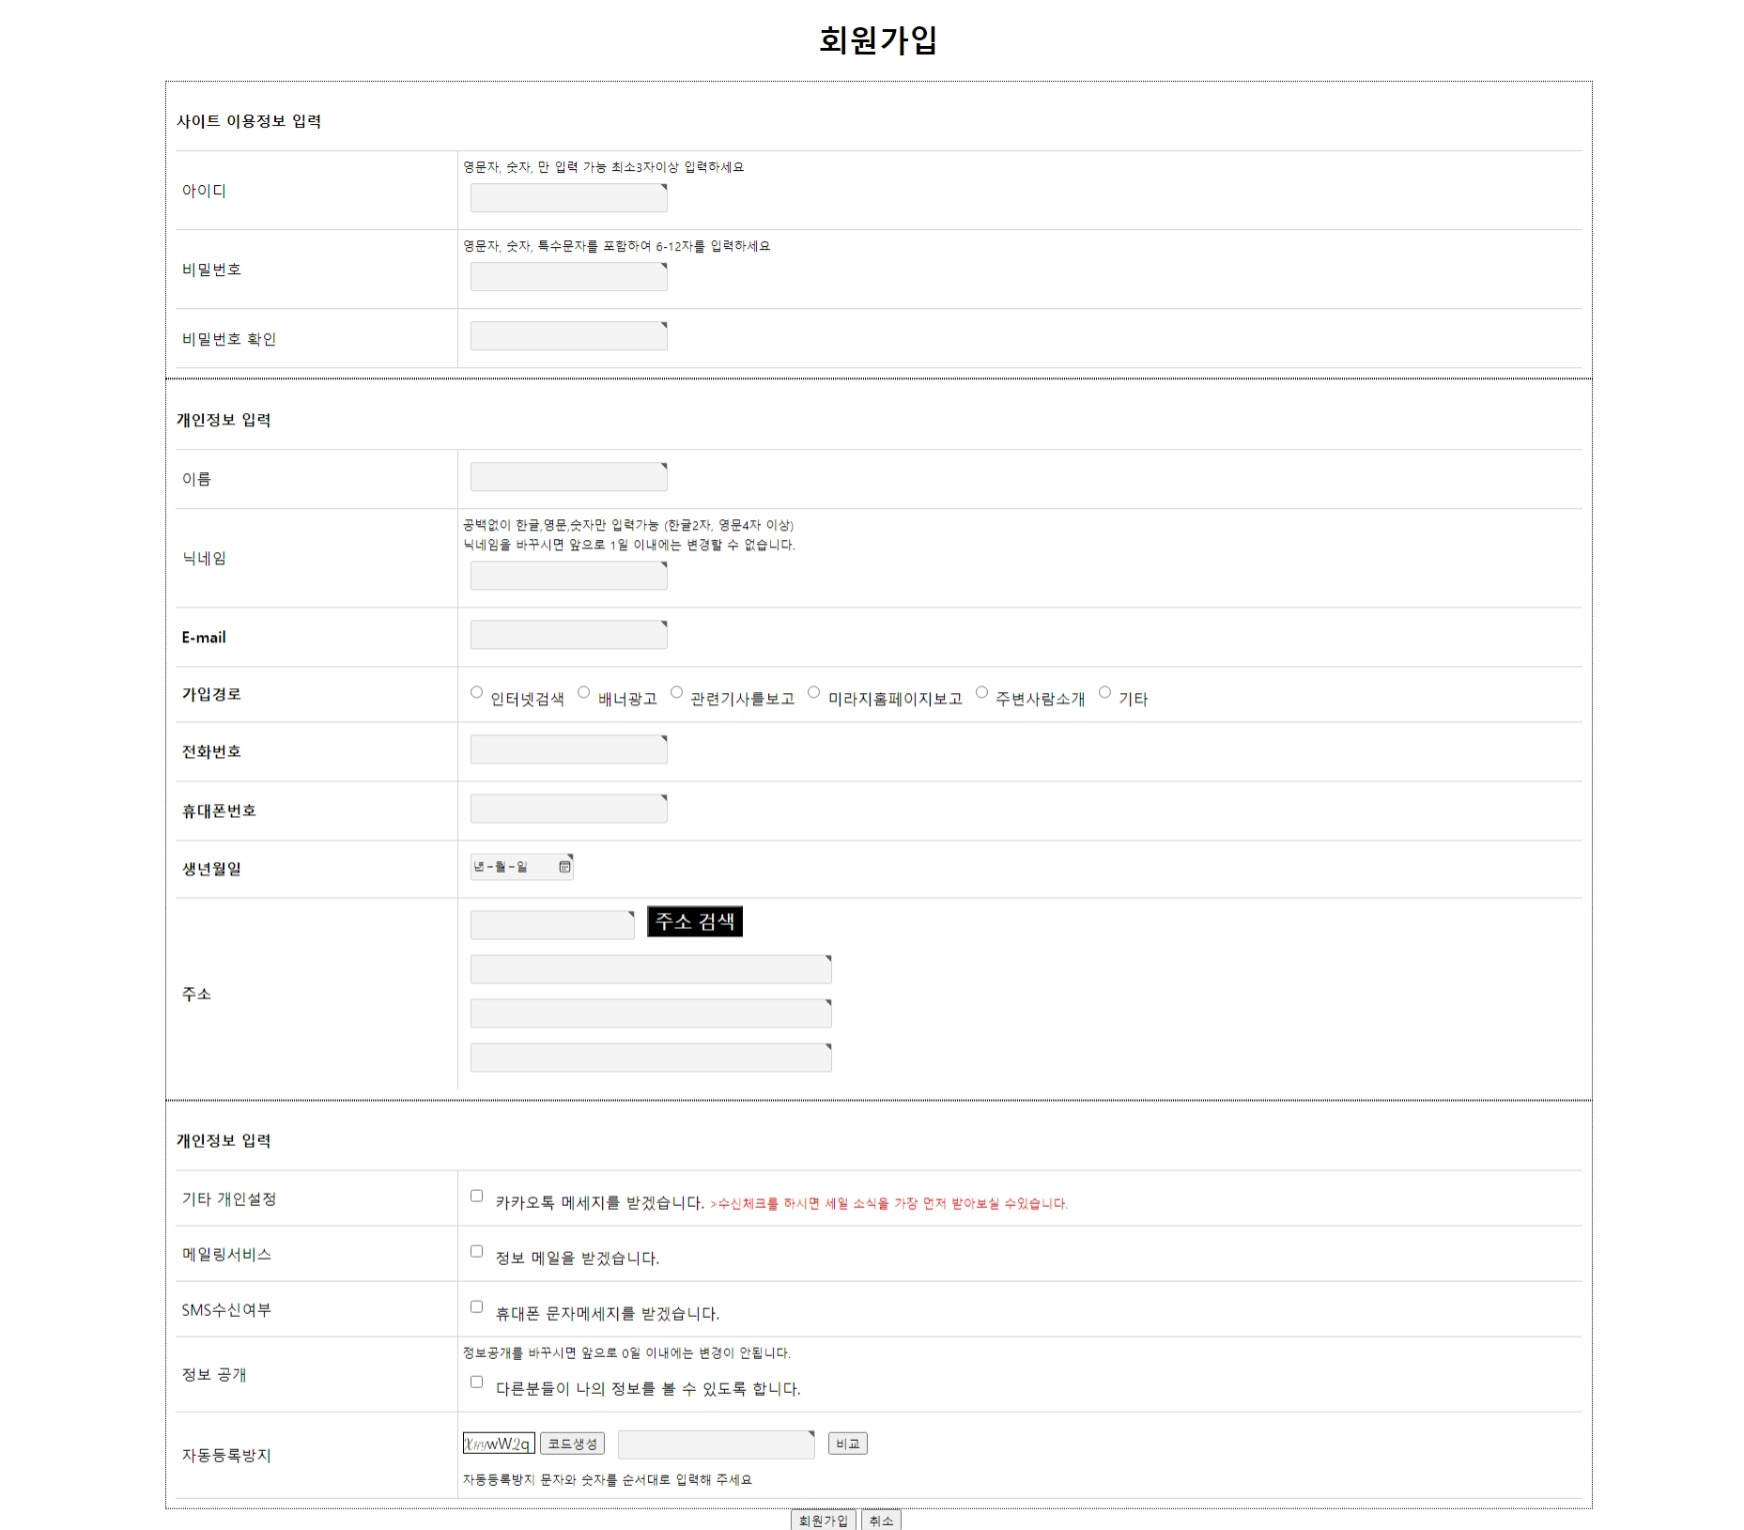 회원가입
사이트 이용정보 입력
영문자, 숫자, 만 입력 가능 최소3자이상 입력하세요
아이디
영문자, 숫자, 특수문자를 포함하여 6-12자를 입력하세요
비밀번호
비밀번호 확인
개인정보 입력
이름
공백없이 한글,영문,숫자만 입력가능 (한글2자, 영문4자 이상)
닉네임을 바꾸시면 앞으로 1일 이내에는 변경할 수 없습니다.
닉네임
E-mail
가입경로 인터넷검색 배너광고 관련기사를보고 미라지홈페이지보고 주변사람소개 기타
전화번호
휴대폰번호
생년월일 년-월-일
주소 검색
주소
개인정보 입력
기타 개인설정 카카오톡 메세지를 받겠습니다. >수신체크를 하시면 세일 소식을 가장 먼저 받아보실 수있습니다.
메일링서비스 정보 메일을 받겠습니다.
SMS수신여부 휴대폰 문자메세지를 받겠습니다.
정보공개를 바꾸시면 앞으로 0일 이내에는 변경이 안됩니다.
정보 공개
다른분들이 나의 정보를 볼 수 있도록 합니다.
XHYwW2q 코드생성 비교
자동등록방지
자동등록방지 문자와 숫자를 순서대로 입력해 주세요
회원가입 취소